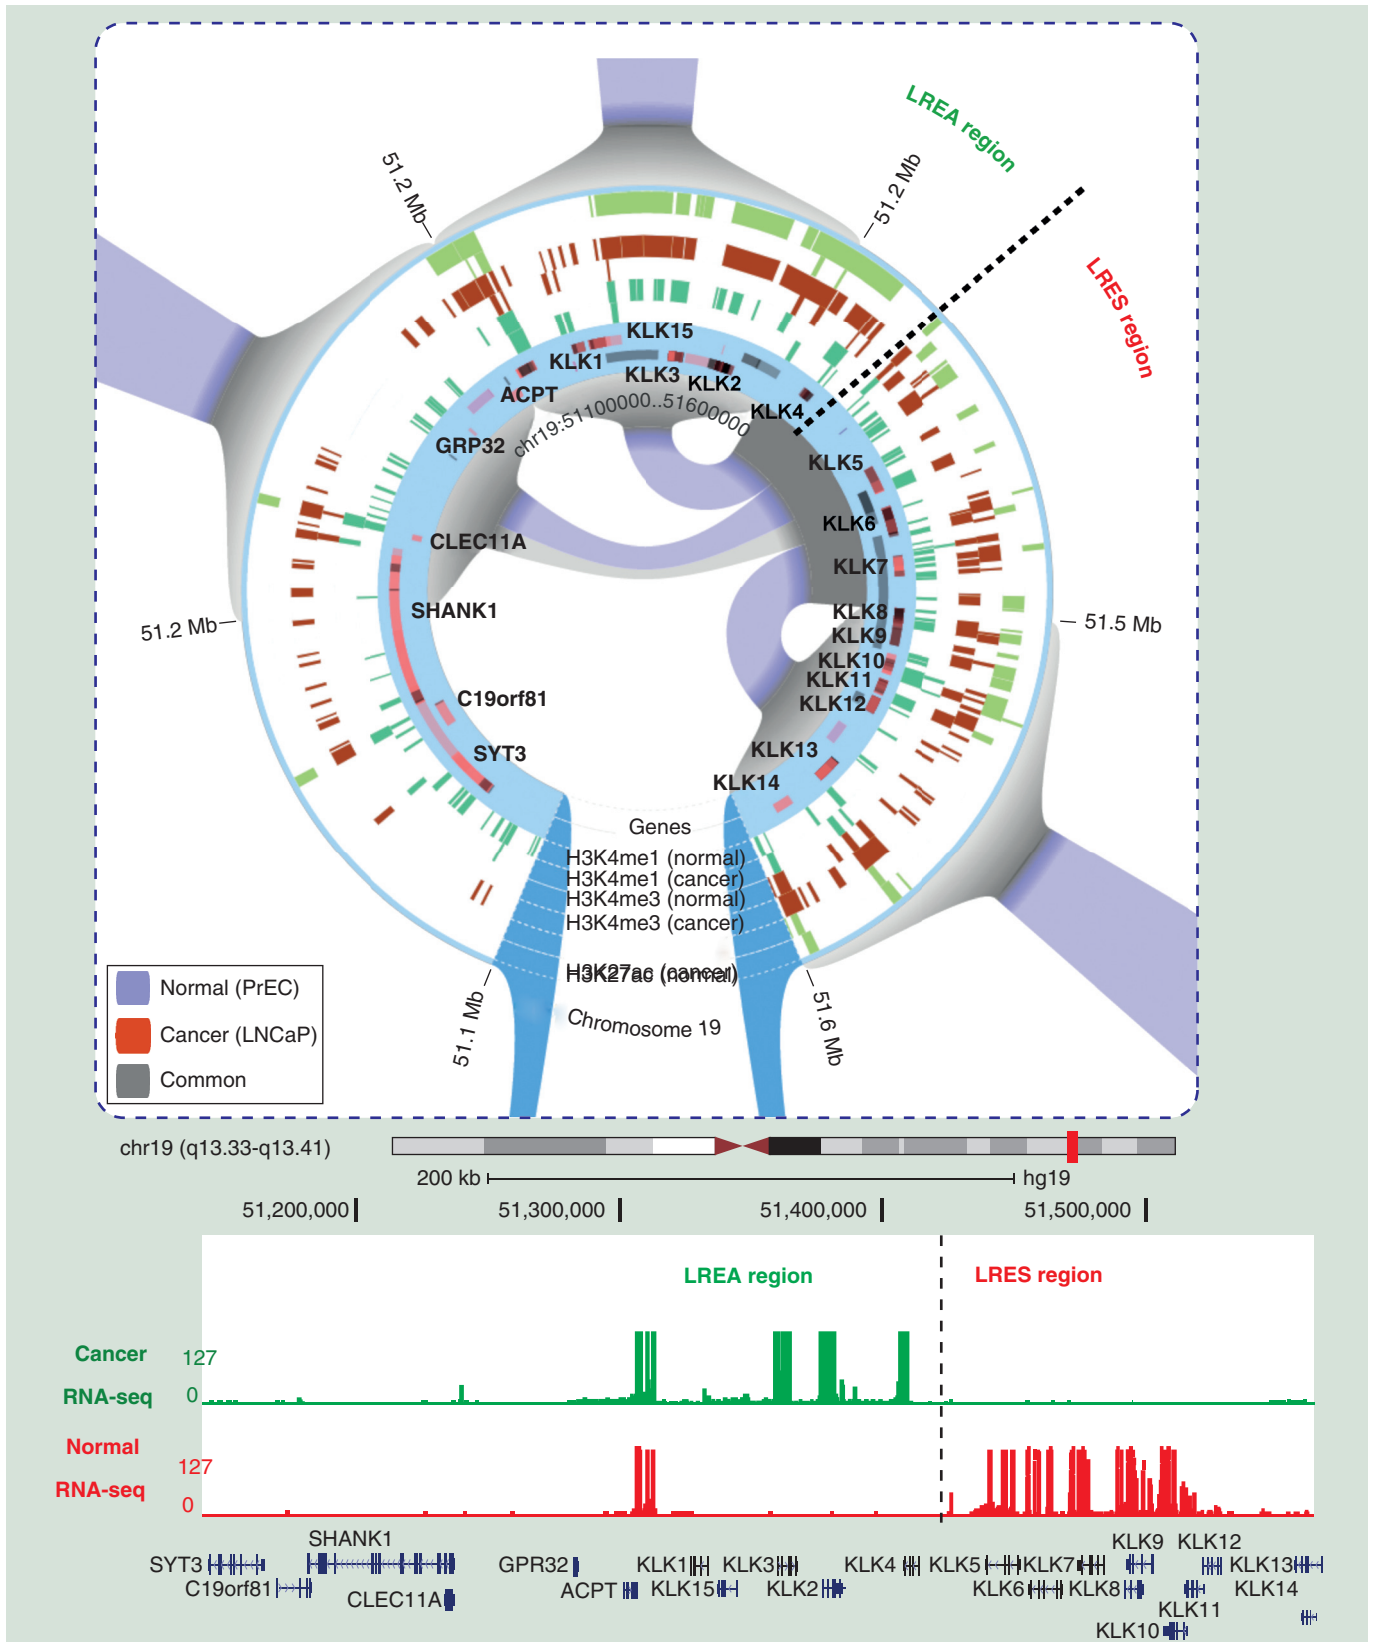 LREA region
51.2 Mb
51.2 Mb
LRES region
KLK15
KLK1
KLK3
KLK2
ACPT
KLK4
chr19:51100000..51600000
GRP32
KLK5
KLK6
CLEC11A
KLK7
SHANK1
KLK8
51.2 Mb
51.5 Mb
KLK9
KLK10
KLK11
C19orf81
KLK12
SYT3
KLK13
KLK14
Genes
H3K4me1 (normal)
H3K4me1 (cancer)
H3K4me3 (normal)
H3K4me3 (cancer)
H3K27ac (cancer)
H3K27ac (normal)
Normal (PrEC)
51.1 Mb
Chromosome 19
51.6 Mb
Cancer (LNCaP)
Common
chr19 (q13.33-q13.41)
200 kb
hg19
51,200,000
51,300,000
51,400,000
51,500,000
LREA region
LRES region
Cancer
127
RNA-seq
0
Normal
127
RNA-seq
0
SHANK1
KLK9 KLK12
SYT3
GPR32
KLK1
KLK3
KLK4
KLK5
KLK7
KLK13
C19orf81
ACPT
KLK15
KLK2
KLK6
KLK8
KLK14
CLEC11A
KLK11
KLK10